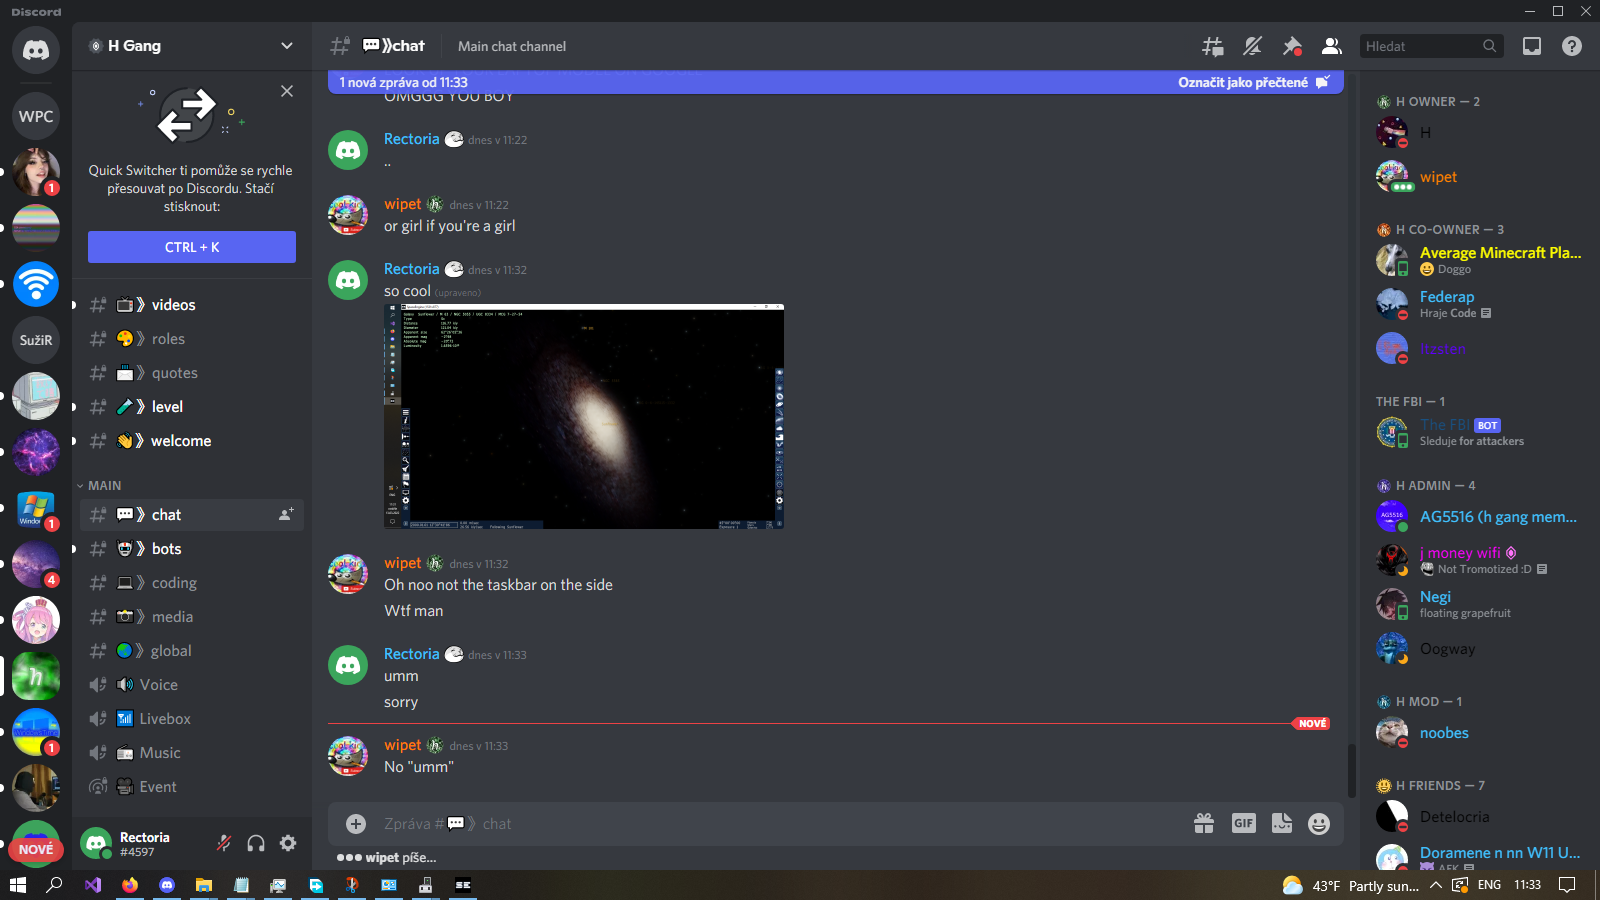 Discord
WPC
1
SužiR
1
4
1
NOVÉ
H Gang
Quick Switcher ti pomůže se rychle
přesouvat po Discordu. Stačí
stisknout:
CTRL + K
videos
roles
quotes
level
welcome
MAIN
chat
bots
coding
media
global
Voice
Livebox
Music
Event
Rectoria
#4597
chat
Main chat channel
Hledat
1 nová zpráva od 11:33
Označit jako přečtené
OMGGG YOU BOY
Rectoria dnes v 11:22
..
wipet dnes v 11:22
or girl if you're a girl
Rectoria dnes v 11:32
so cool (upraveno)
wipet dnes v 11:32
Oh noo not the taskbar on the side
Wtf man
Rectoria dnes v 11:33
umm
sorry
NOVÉ
wipet dnes v 11:33
No "umm"
Zpráva # chat
GIF
wipet píše...
H OWNER — 2
H
wipet
H CO-OWNER — 3
Average Minecraft Pla...
Doggo
Federap
Hraje Code
Itzsten
THE FBI — 1
The FBI BOT
Sleduje for attackers
H ADMIN — 4
AG5516
AG5516 (h gang mem...
j money wifi
Not Tromotized :D
Negi
floating grapefruit
Oogway
H MOD — 1
noobes
H FRIENDS — 7
Detelocria
Doramene n nn W11 U...
AFK
43°F Partly sun...
ENG
11:33